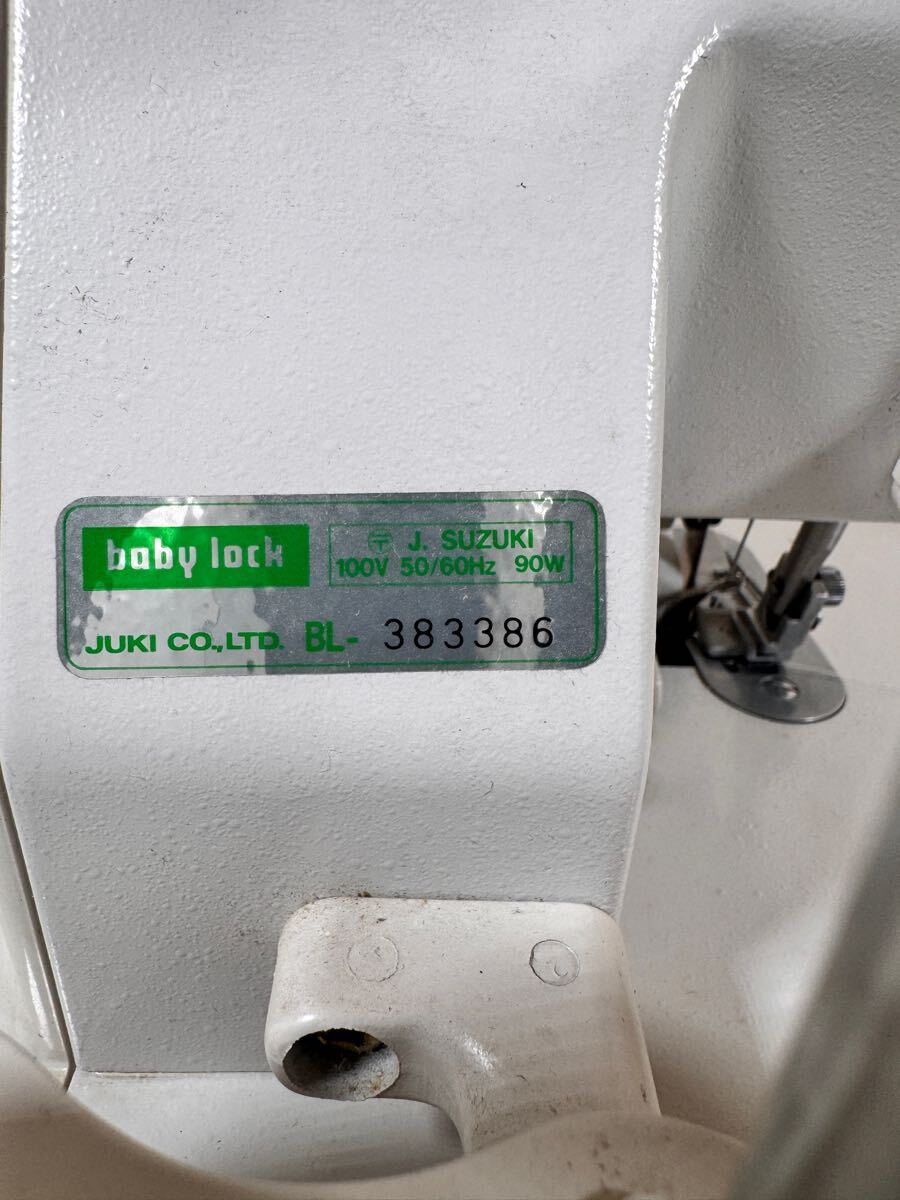 baby lock
〒 J. SUZUKI
100V 50/60Hz 90W
JUKI CO.,LTD. BL- 383386